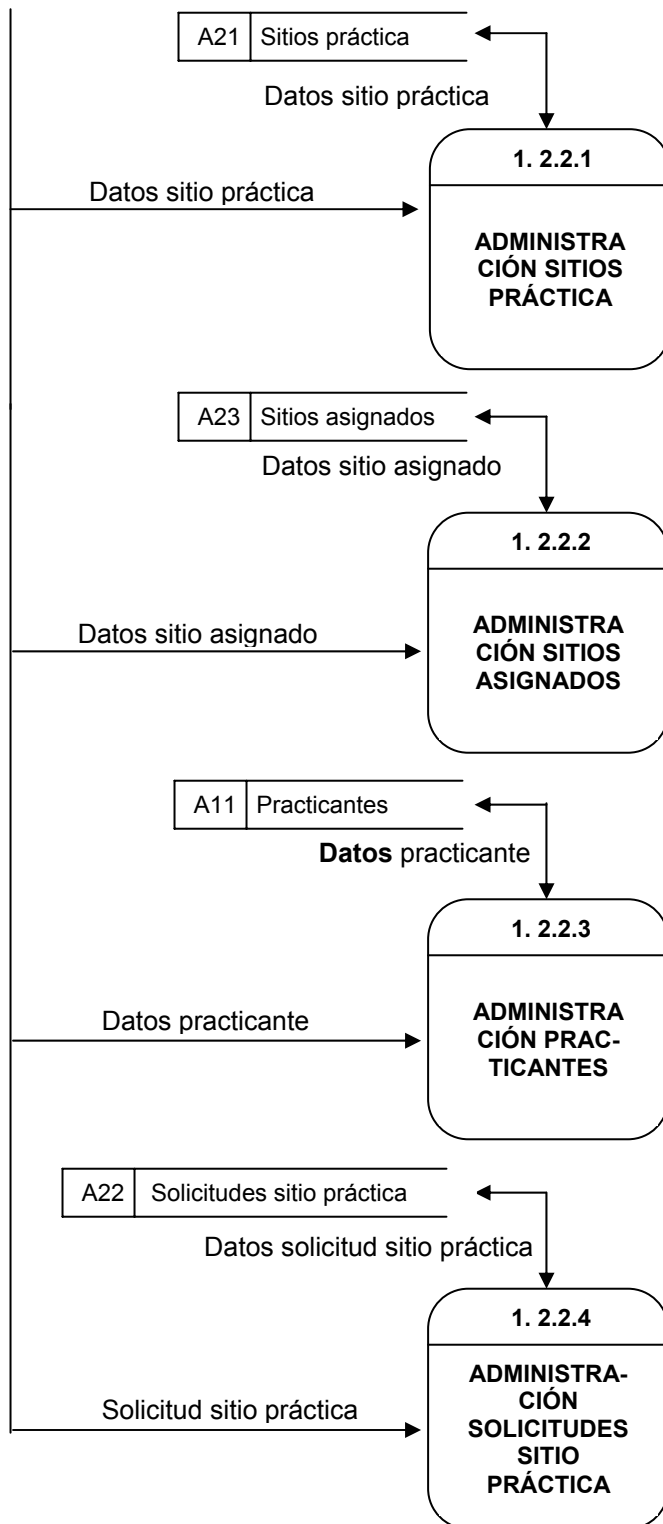 A21 Sitios práctica
Datos sitio práctica
1. 2.2.1
Datos sitio práctica
ADMINISTRA
CIÓN SITIOS
PRÁCTICA
A23 Sitios asignados
Datos sitio asignado
1. 2.2.2
Datos sitio asignado
ADMINISTRA
CIÓN SITIOS
ASIGNADOS
A11 Practicantes
Datos practicante
1. 2.2.3
Datos practicante
ADMINISTRA
CIÓN PRAC-
TICANTES
A22 Solicitudes sitio práctica
Datos solicitud sitio práctica
1. 2.2.4
Solicitud sitio práctica
ADMINISTRA-
CIÓN
SOLICITUDES
SITIO
PRÁCTICA